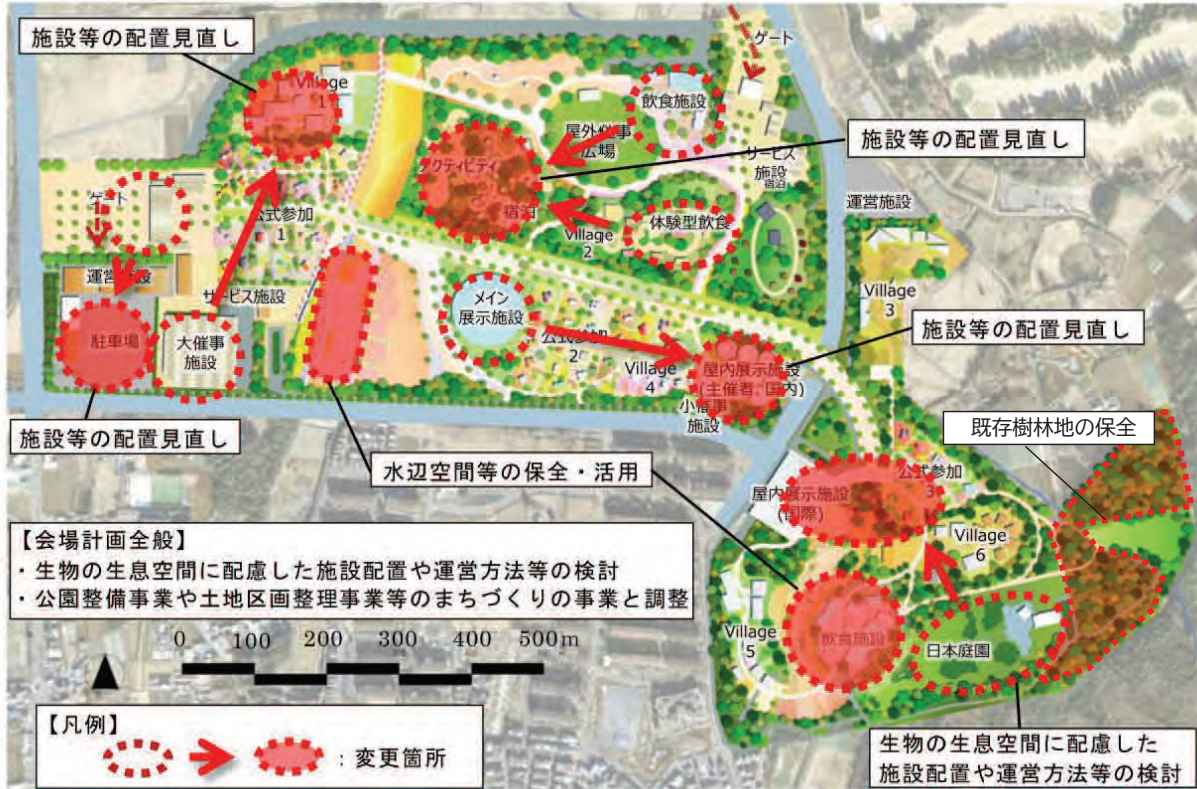 施設等の配置見直し
ゲート
Village
1
飲食施設
屋外催事
広場
施設等の配置見直し
アクティビティ
サービス
施設
宿泊
宿泊
ゲート
公式参加
1
Village
2
体験型飲食
運営施設
運営施設
サービス施設
メイン
展示施設
Village
3
駐車場
大催事
施設
公式参加
2
施設等の配置見直し
Village
4
屋内展示施設
(主催者、国内)
小催事
施設
施設等の配置見直し
既存樹林地の保全
水辺空間等の保全・活用
公式参加
3
屋内展示施設
(国際)
Village
6
【会場計画全般】
・生物の生息空間に配慮した施設配置や運営方法等の検討
・公園整備事業や土地区画整理事業等のまちづくりの事業と調整
0 100 200 300 400 500m
Village
5
飲食施設
日本庭園
【凡例】
:変更箇所
生物の生息空間に配慮した
施設配置や運営方法等の検討